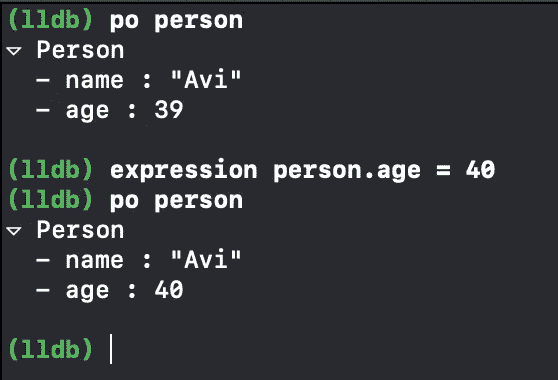 (lldb) po person
▿ Person
- name : "Avi"
- age : 39
(lldb) expression person.age = 40
(lldb) po person
▿ Person
- name : "Avi"
- age : 40
(lldb)